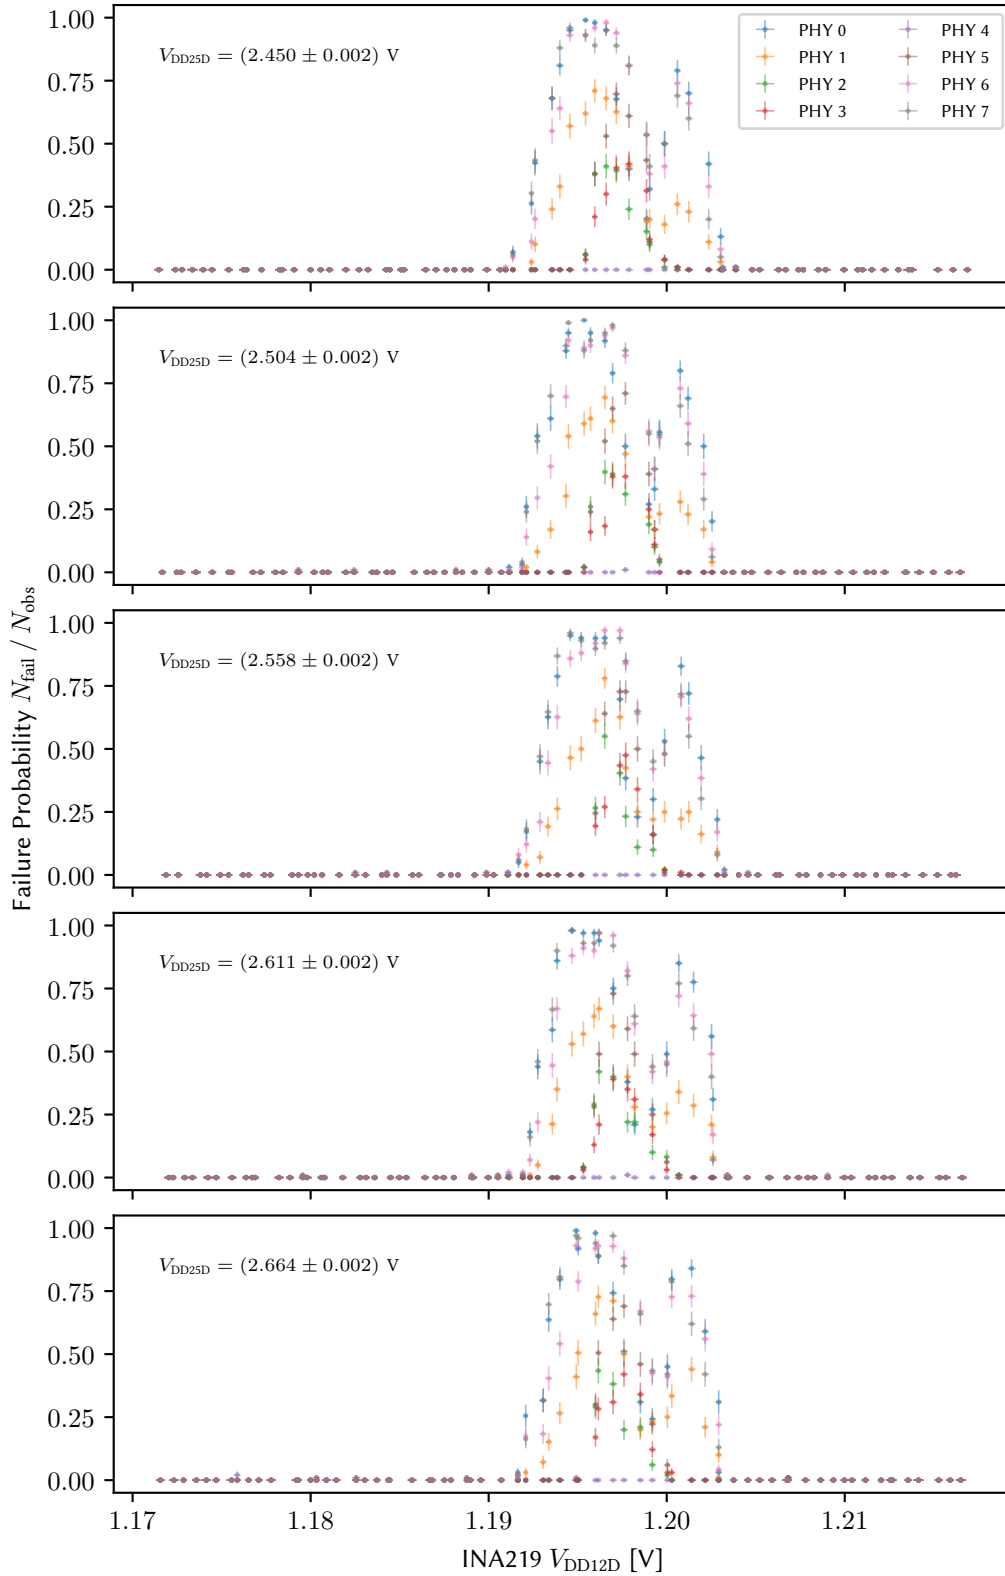 1.00
0.75
0.50
0.25
0.00
V_DD25D = (2.450 ± 0.002) V
PHY 0
PHY 1
PHY 2
PHY 3
PHY 4
PHY 5
PHY 6
PHY 7
1.00
0.75
0.50
0.25
0.00
V_DD25D = (2.504 ± 0.002) V
1.00
0.75
0.50
0.25
0.00
V_DD25D = (2.558 ± 0.002) V
Failure Probability N_fail / N_obs
1.00
0.75
0.50
0.25
0.00
V_DD25D = (2.611 ± 0.002) V
1.00
0.75
0.50
0.25
0.00
V_DD25D = (2.664 ± 0.002) V
1.17 1.18 1.19 1.20 1.21
INA219 V_DD12D [V]